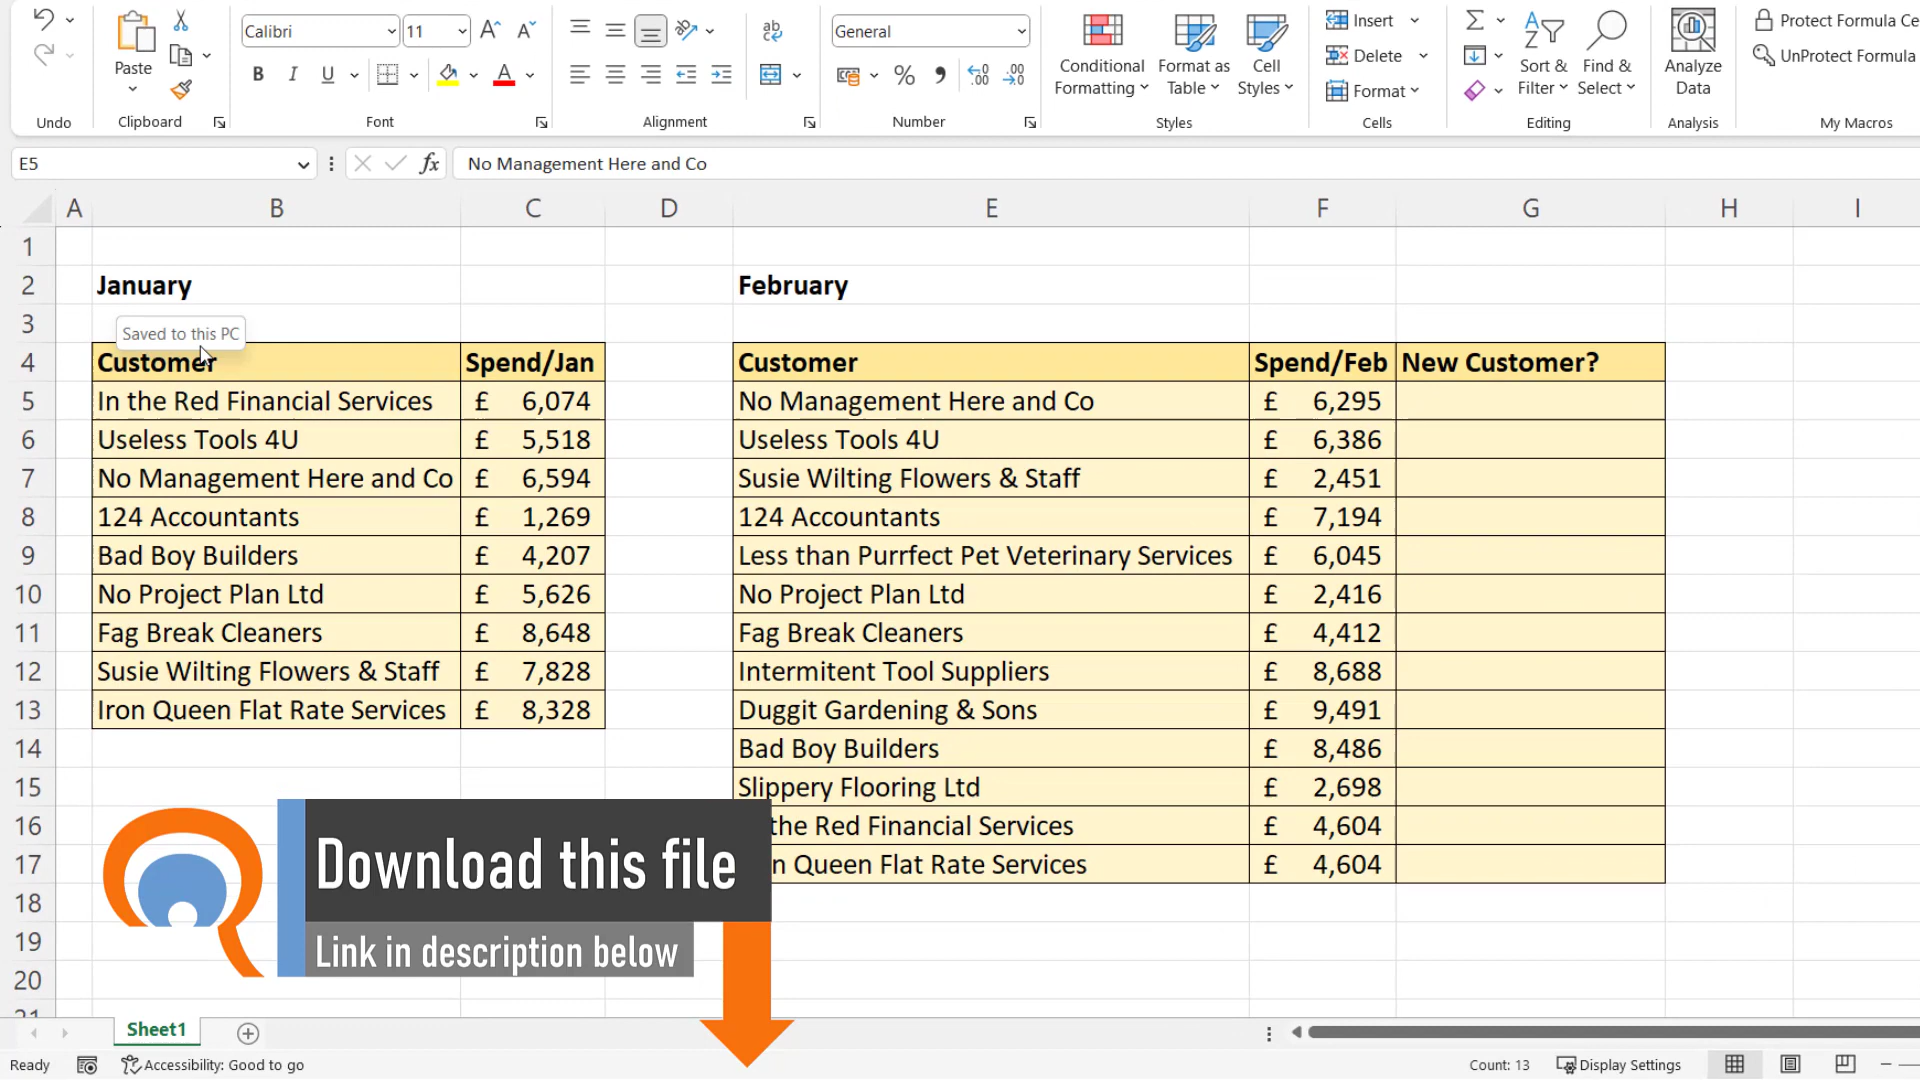 Undo
Paste
Clipboard
Calibri 11
B I U
A
Font
ab
Alignment
General
% 
Number
Conditional Formatting
Format as Table
Cell Styles
Styles
Insert
Delete
Format
Cells
Sort & Filter
Find & Select
Editing
Analyze Data
Analysis
Protect Formula Ce
UnProtect Formula
My Macros
E5 fx No Management Here and Co
A B C D E F G H I
1
2 January February
3
Saved to this PC
4 Customer Spend/Jan Customer Spend/Feb New Customer?
5 In the Red Financial Services £ 6,074 No Management Here and Co £ 6,295
6 Useless Tools 4U £ 5,518 Useless Tools 4U £ 6,386
7 No Management Here and Co £ 6,594 Susie Wilting Flowers & Staff £ 2,451
8 124 Accountants £ 1,269 124 Accountants £ 7,194
9 Bad Boy Builders £ 4,207 Less than Purrfect Pet Veterinary Services £ 6,045
10 No Project Plan Ltd £ 5,626 No Project Plan Ltd £ 2,416
11 Fag Break Cleaners £ 8,648 Fag Break Cleaners £ 4,412
12 Susie Wilting Flowers & Staff £ 7,828 Intermitent Tool Suppliers £ 8,688
13 Iron Queen Flat Rate Services £ 8,328 Duggit Gardening & Sons £ 9,491
14 Bad Boy Builders £ 8,486
15 Slippery Flooring Ltd £ 2,698
16 the Red Financial Services £ 4,604
17 n Queen Flat Rate Services £ 4,604
18
19
20
Download this file
Link in description below
Sheet1
Ready Accessibility: Good to go Count: 13 Display Settings